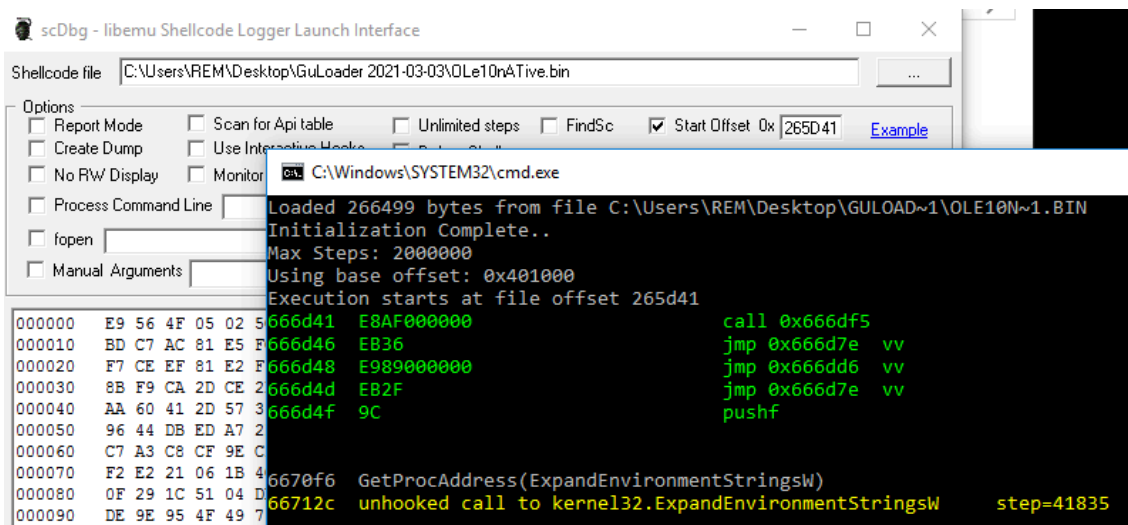 scDbg - libemu Shellcode Logger Launch Interface
Shellcode file C:\Users\REM\Desktop\GuLoader 2021-03-03\OLe10nATive.bin ...
Options
Report Mode Scan for Api table Unlimited steps FindSc Start Offset 0x 265D41 Example
Create Dump Use Interactive Hooks
No RW Display Monitor
Process Command Line
fopen
Manual Arguments
C:\Windows\SYSTEM32\cmd.exe
Loaded 266499 bytes from file C:\Users\REM\Desktop\GULOAD~1\OLE10N~1.BIN
Initialization Complete..
Max Steps: 2000000
Using base offset: 0x401000
Execution starts at file offset 265d41
666d41 E8AF000000 call 0x666df5
666d46 EB36 jmp 0x666d7e vv
666d48 E989000000 jmp 0x666dd6 vv
666d4d EB2F jmp 0x666d7e vv
666d4f 9C pushf
6670f6 GetProcAddress(ExpandEnvironmentStringsW)
66712c unhooked call to kernel32.ExpandEnvironmentStringsW step=41835
000000 E9 56 4F 05 02
000010 BD C7 AC 81 E5
000020 F7 CE EF 81 E2
000030 8B F9 CA 2D CE
000040 AA 60 41 2D 57
000050 96 44 DB ED A7
000060 C7 A3 C8 CF 9E
000070 F2 E2 21 06 1B
000080 0F 29 1C 51 04
000090 DE 9E 95 4F 49